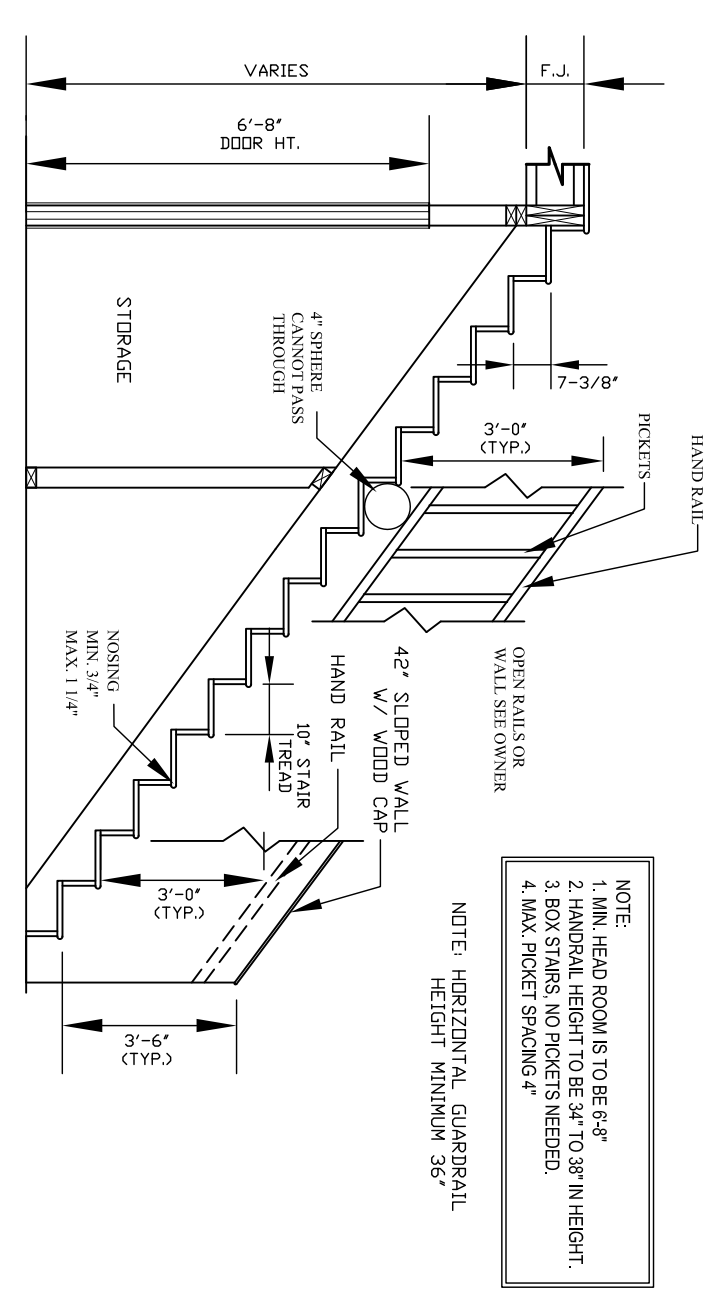 VARIES
F.J.
6'-8"
DOOR HT.
STORAGE
4" SPHERE
CANNOT PASS
THROUGH
7-3/8"
3'-0"
(TYP.)
PICKETS
HAND RAIL
OPEN RAILS OR
WALL SEE OWNER
NOSING
MIN. 3/4"
MAX. 1 1/4"
10" STAIR
TREAD
HAND RAIL
42" SLOPED WALL
W/ WOOD CAP
3'-0"
(TYP.)
3'-6"
(TYP.)
NOTE:
1. MIN. HEAD ROOM IS TO BE 6'-8"
2. HANDRAIL HEIGHT TO BE 34" TO 38" IN HEIGHT.
3. BOX STAIRS, NO PICKETS NEEDED.
4. MAX. PICKET SPACING 4"
NOTE: HORIZONTAL GUARDRAIL
HEIGHT MINIMUM 36"